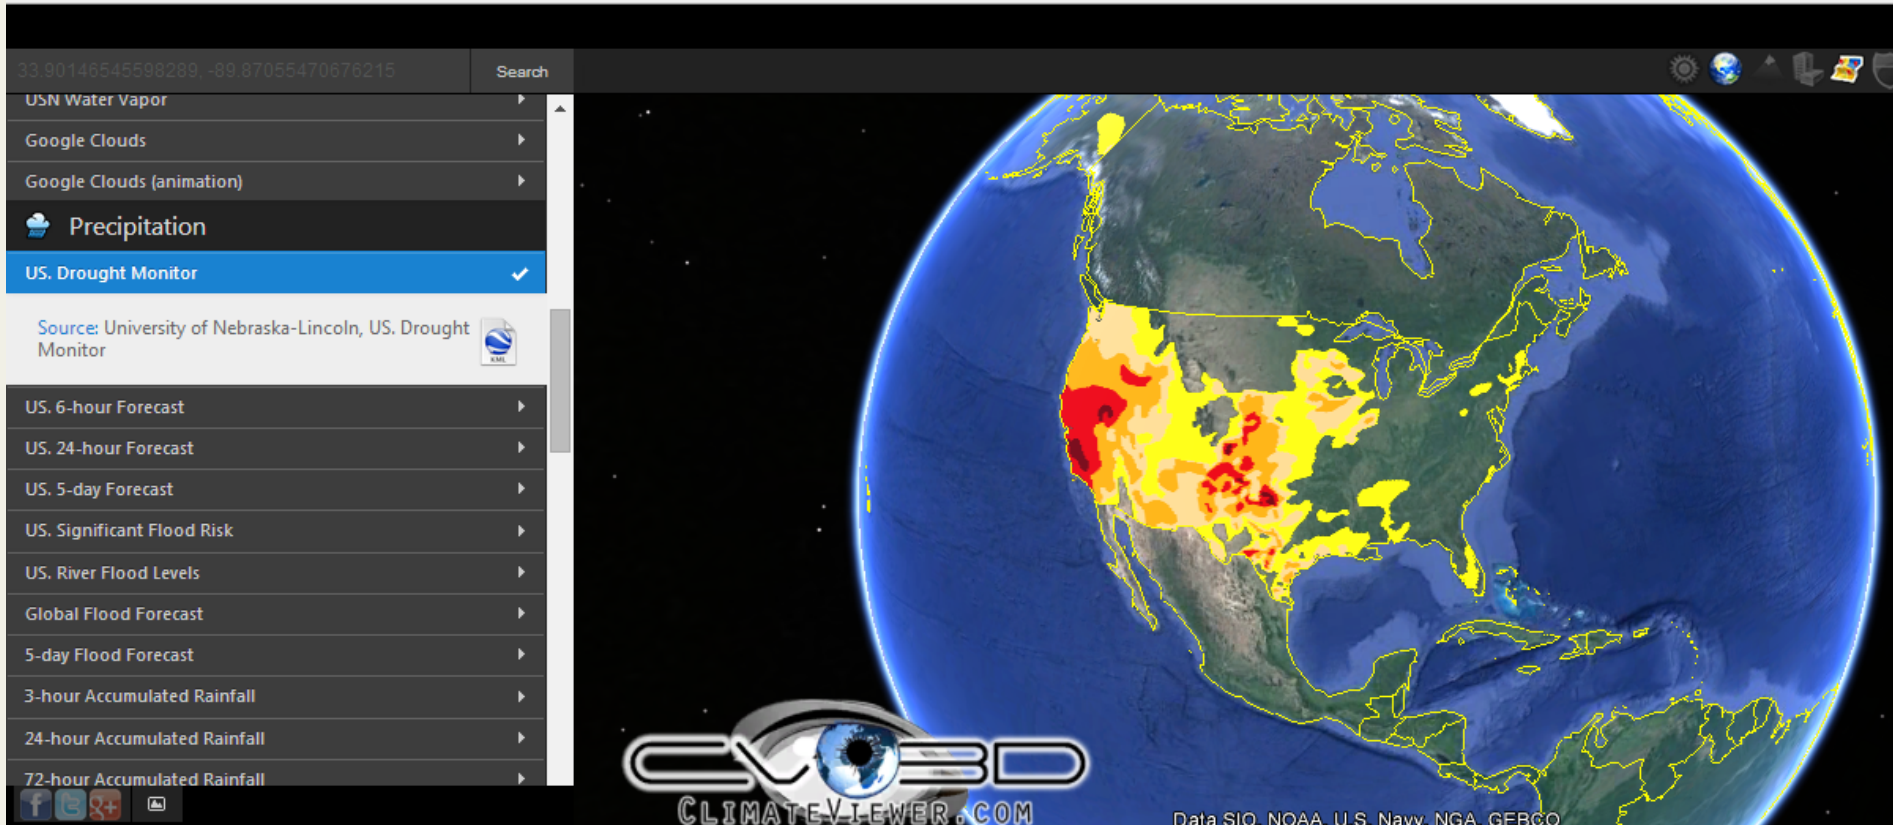 33.90146545598289, -89.87055470676215
Search
USN Water Vapor
Google Clouds
Google Clouds (animation)
Precipitation
US. Drought Monitor
Source: University of Nebraska-Lincoln, US. Drought
Monitor
KML
US. 6-hour Forecast
US. 24-hour Forecast
US. 5-day Forecast
US. Significant Flood Risk
US. River Flood Levels
Global Flood Forecast
5-day Flood Forecast
3-hour Accumulated Rainfall
24-hour Accumulated Rainfall
72-hour Accumulated Rainfall
CV3D
CLIMATEVIEWER.COM
Data SIO, NOAA, U.S. Navy, NGA, GEBCO